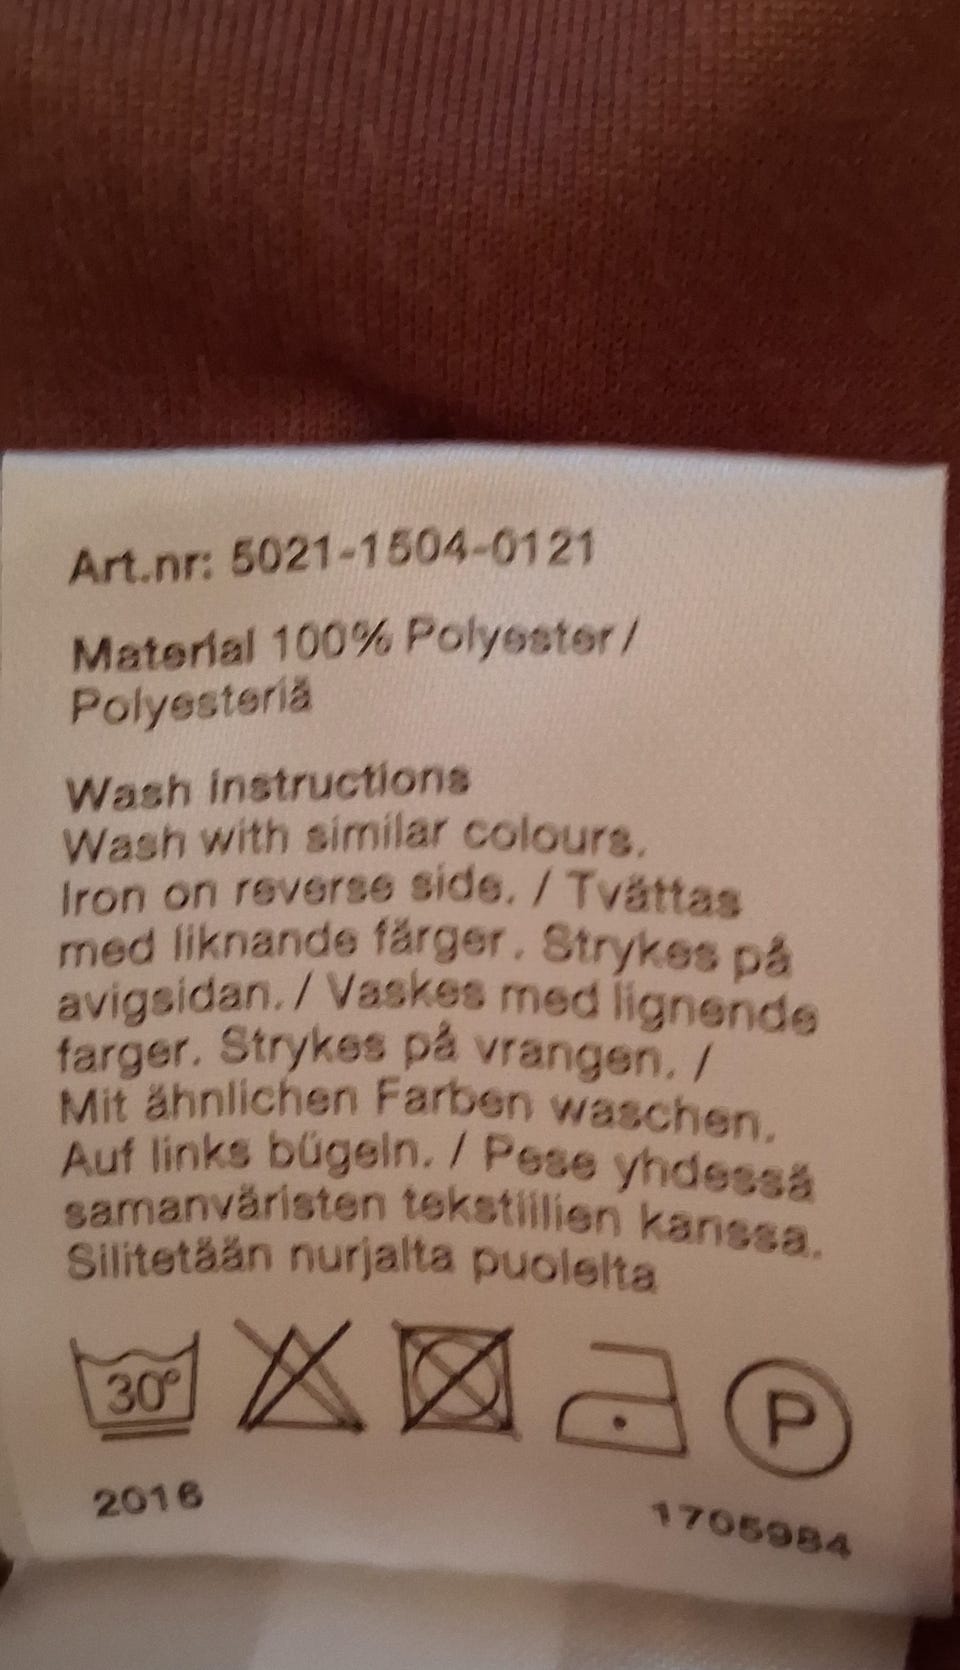 Art.nr: 5021-1504-0121
Material 100% Polyester /
Polyesteriä
Wash instructions
Wash with similar colours.
Iron on reverse side. / Tvättas
med liknande färger. Strykes på
avigsidan. / Vaskes med lignende
farger. Strykes på vrangen. /
Mit ähnlichen Farben waschen.
Auf links bügeln. / Pese yhdessä
samanväristen tekstiilien kanssa.
Silitetään nurjalta puolelta
30° P
2016 1705984